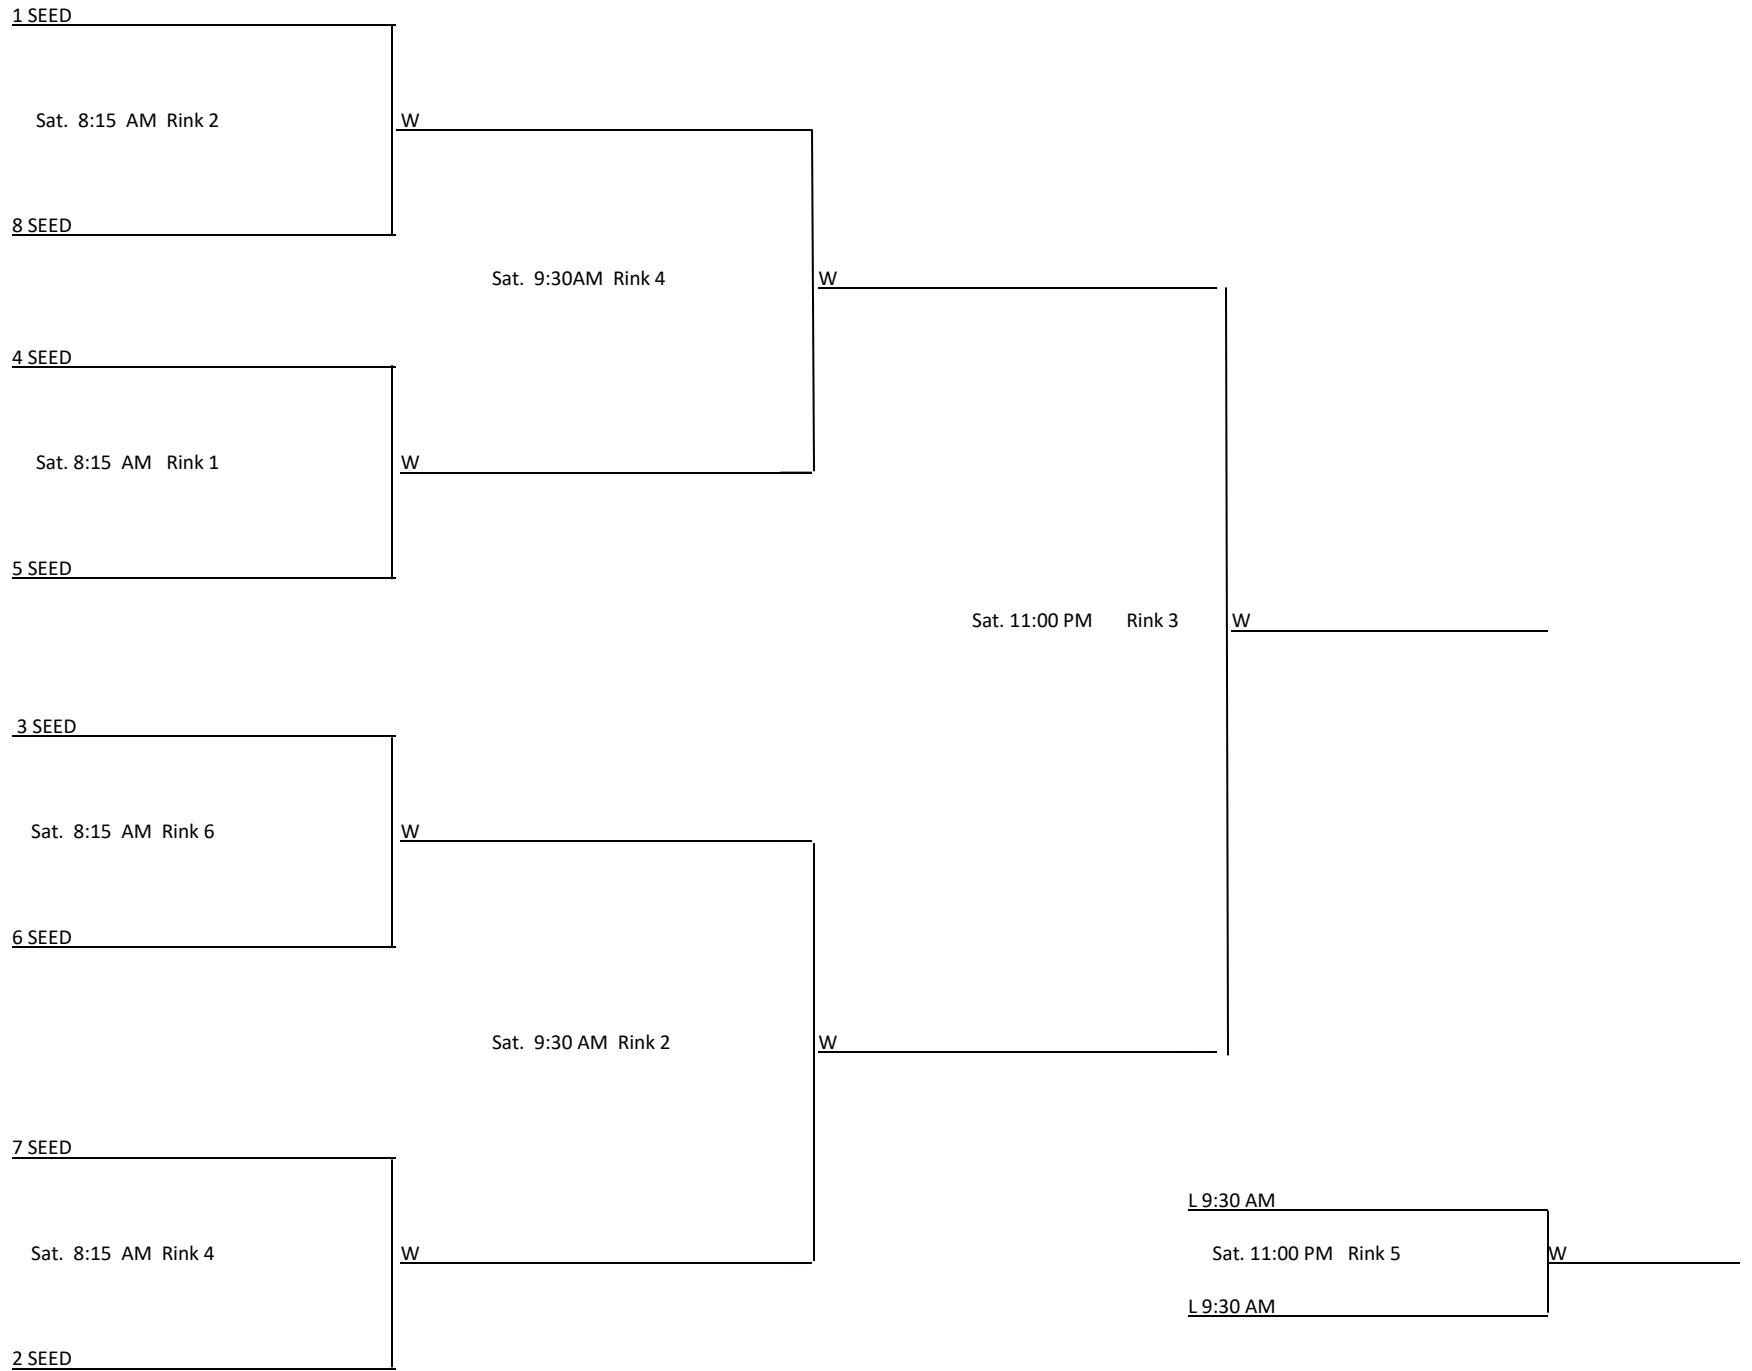 1 SEED
Sat. 8:15 AM Rink 2
W
8 SEED
Sat. 9:30AM Rink 4
W
4 SEED
Sat. 8:15 AM Rink 1
W
5 SEED
Sat. 11:00 PM Rink 3
W
3 SEED
Sat. 8:15 AM Rink 6
W
6 SEED
Sat. 9:30 AM Rink 2
W
7 SEED
L 9:30 AM
Sat. 8:15 AM Rink 4
W
Sat. 11:00 PM Rink 5
W
L 9:30 AM
2 SEED